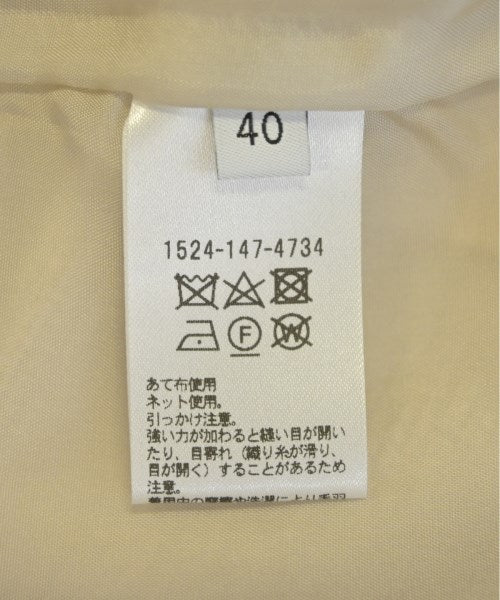 40
1524-147-4734
F W
あて布使用
ネット使用。
引っかけ注意。
強い力が加わると縫い目が開い
たり、目寄れ（織り糸が滑り、
目が開く）することがあるため
注意。